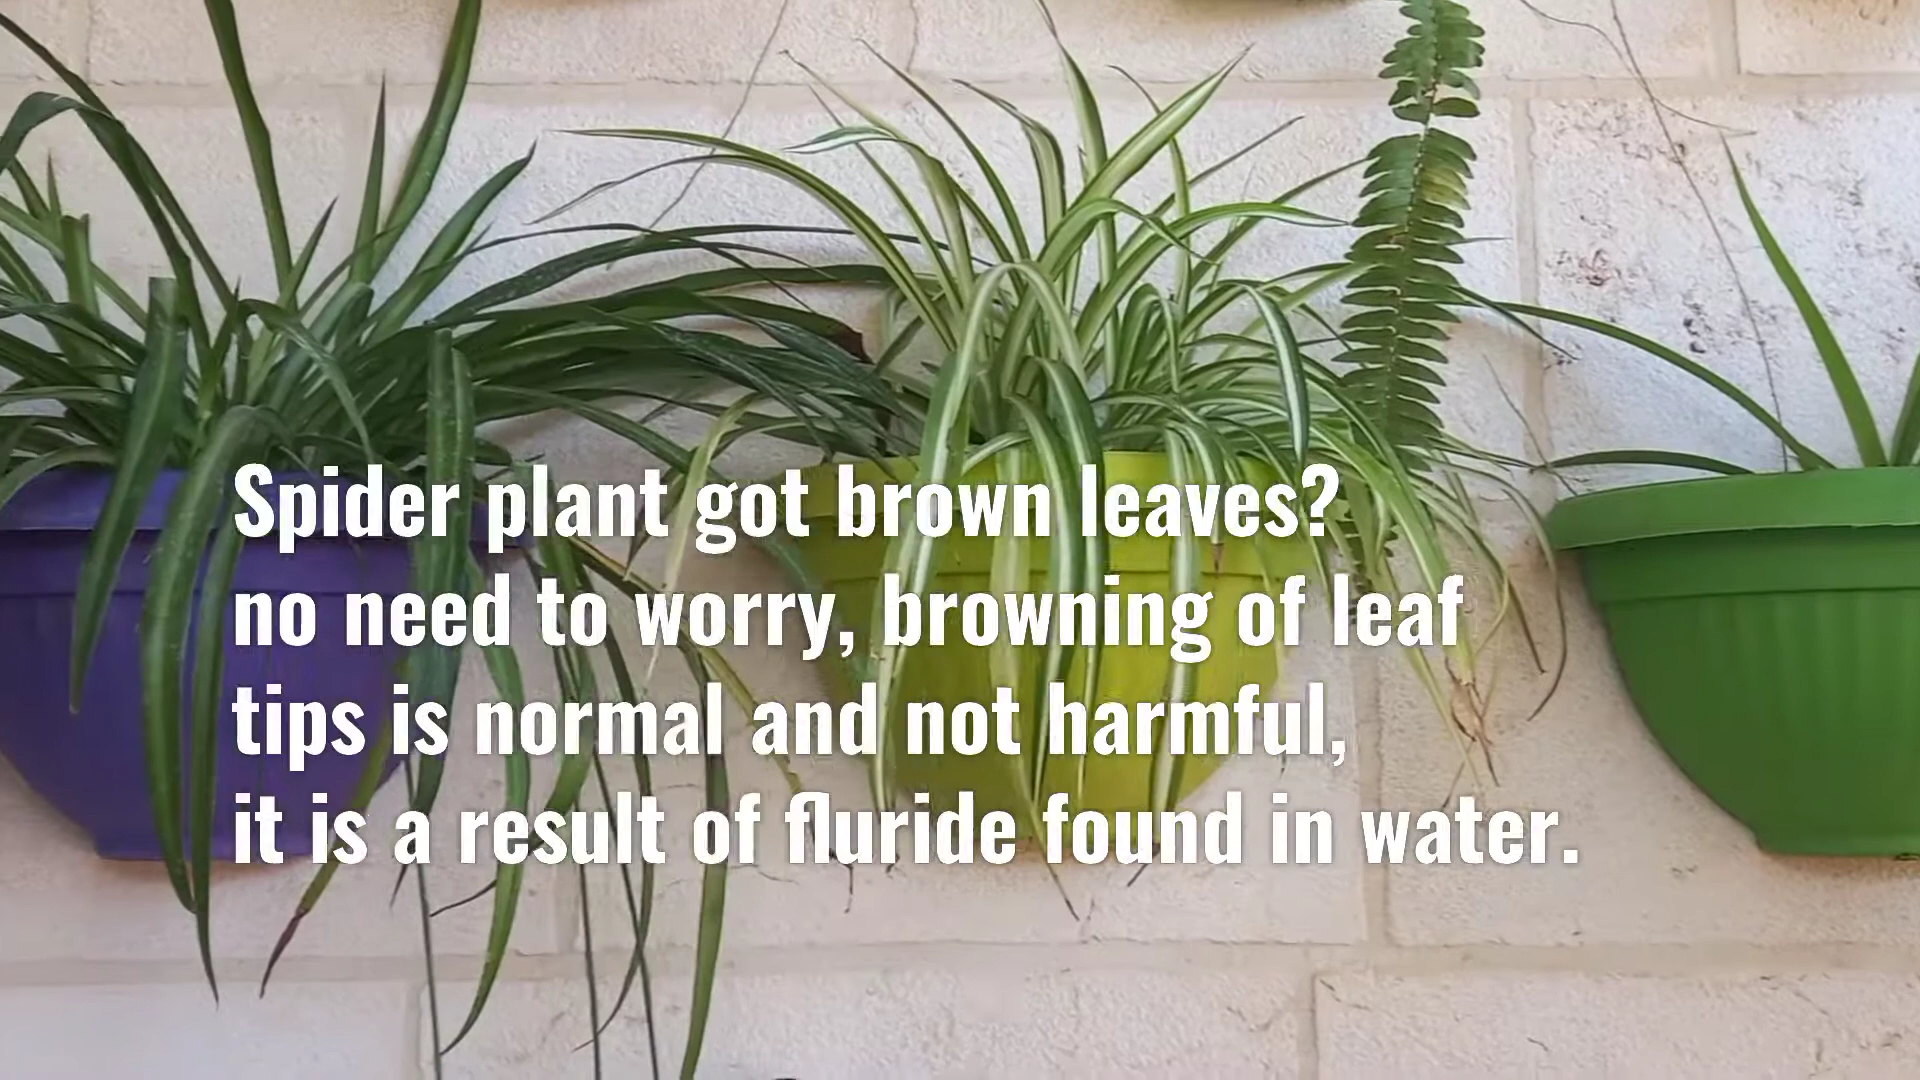 Spider plant got brown leaves?
no need to worry, browning of leaf
tips is normal and not harmful,
it is a result of fluride found in water.